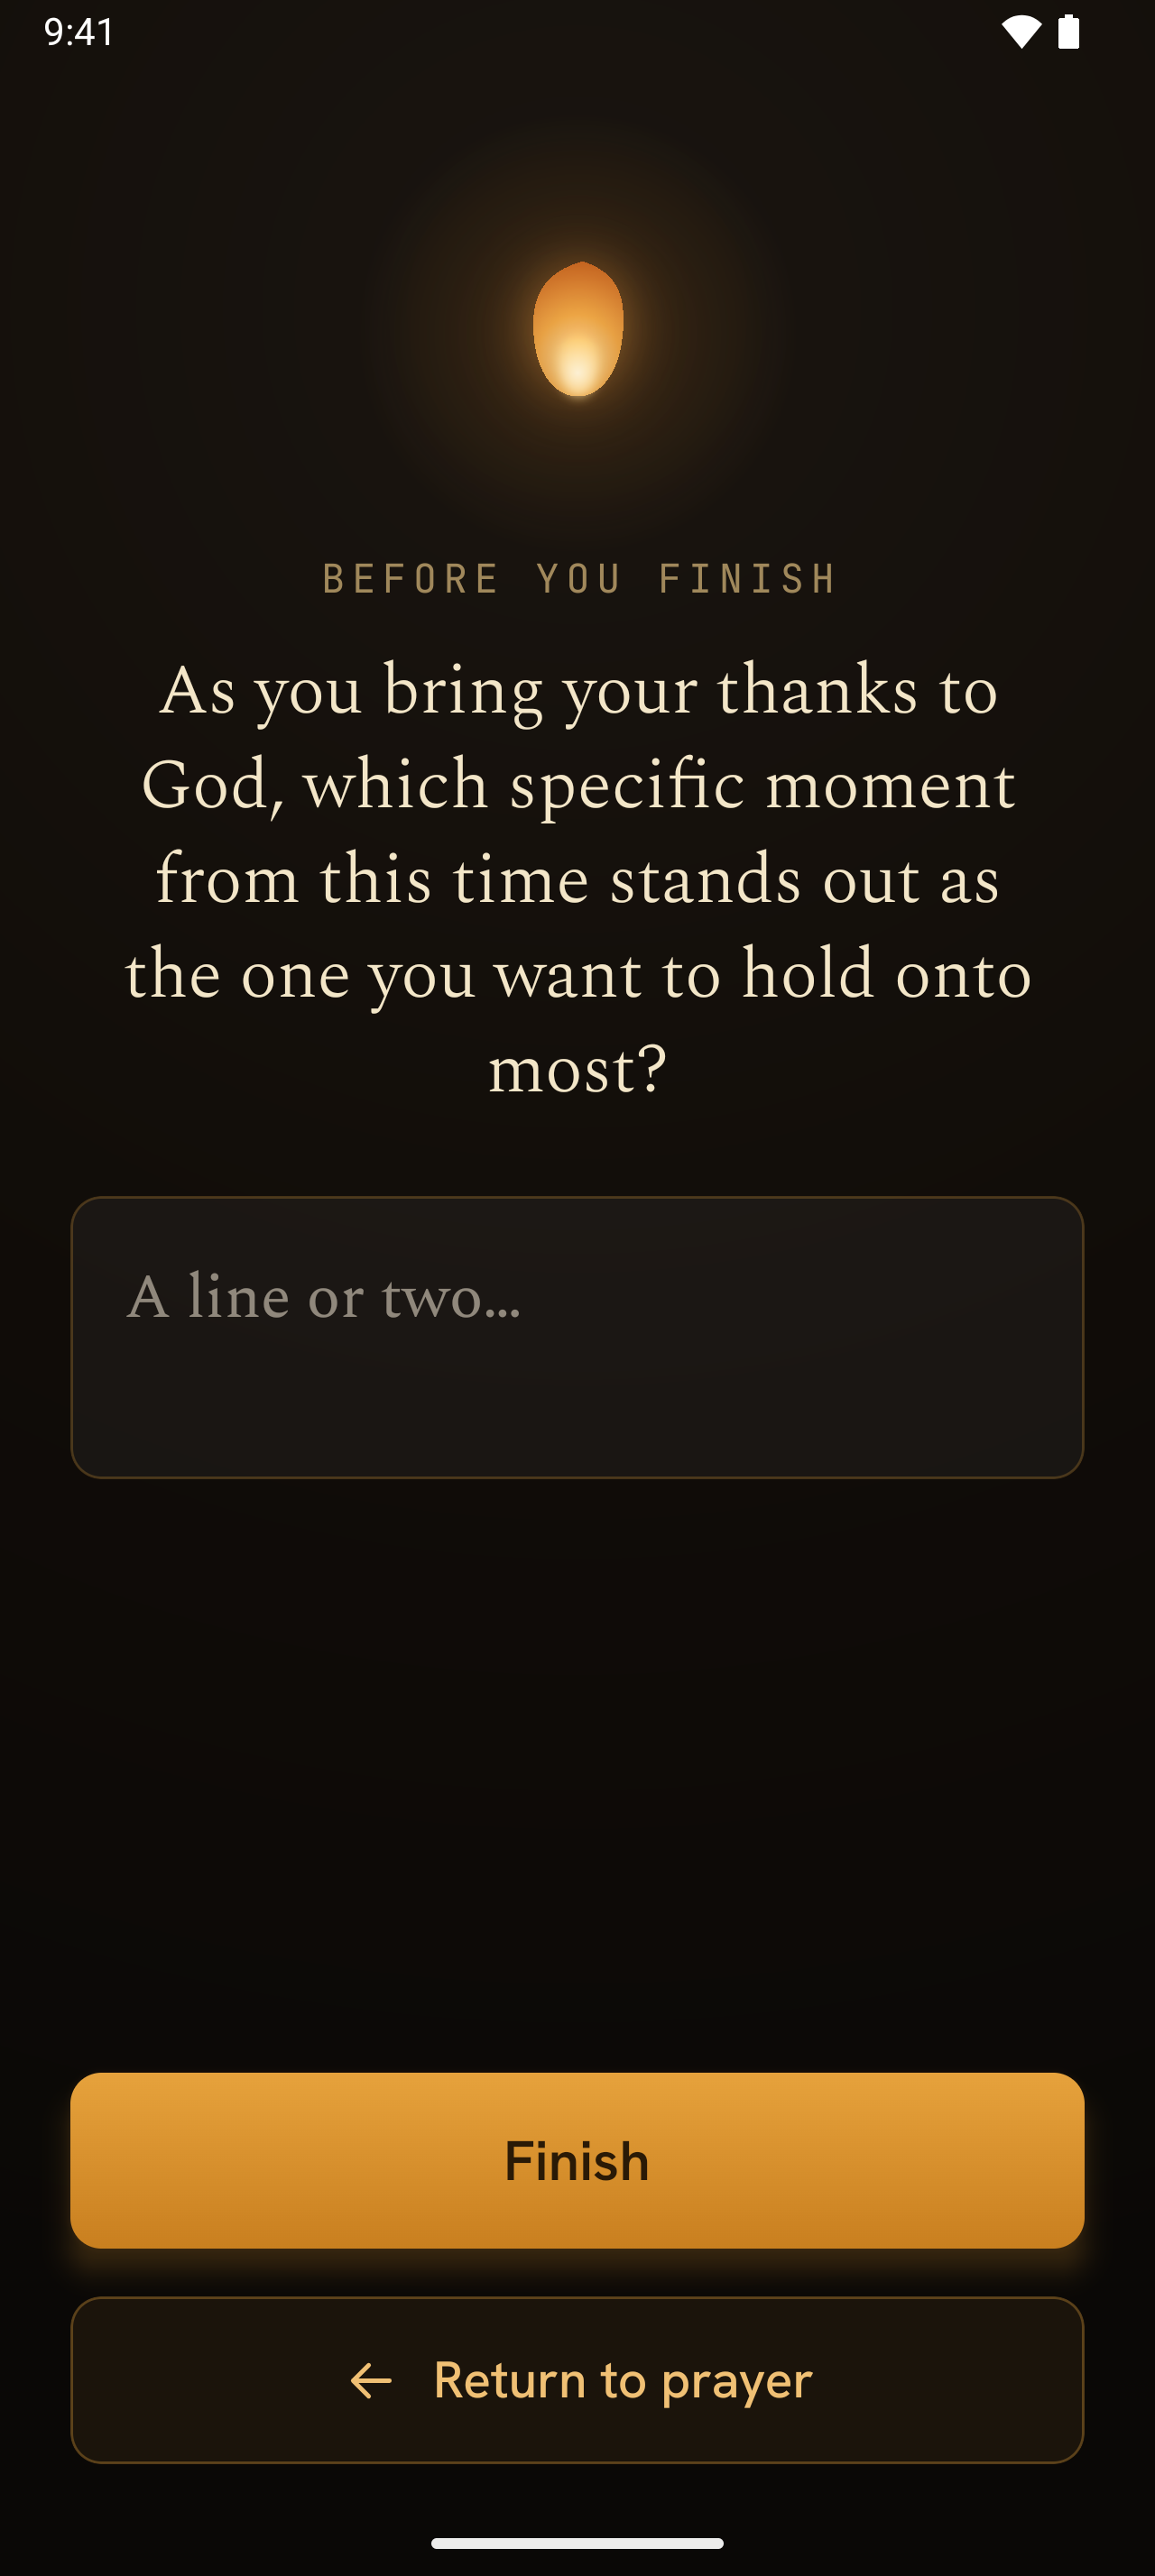 9:41
BEFORE YOU FINISH
As you bring your thanks to
God, which specific moment
from this time stands out as
the one you want to hold onto
most?
A line or two…
Finish
← Return to prayer